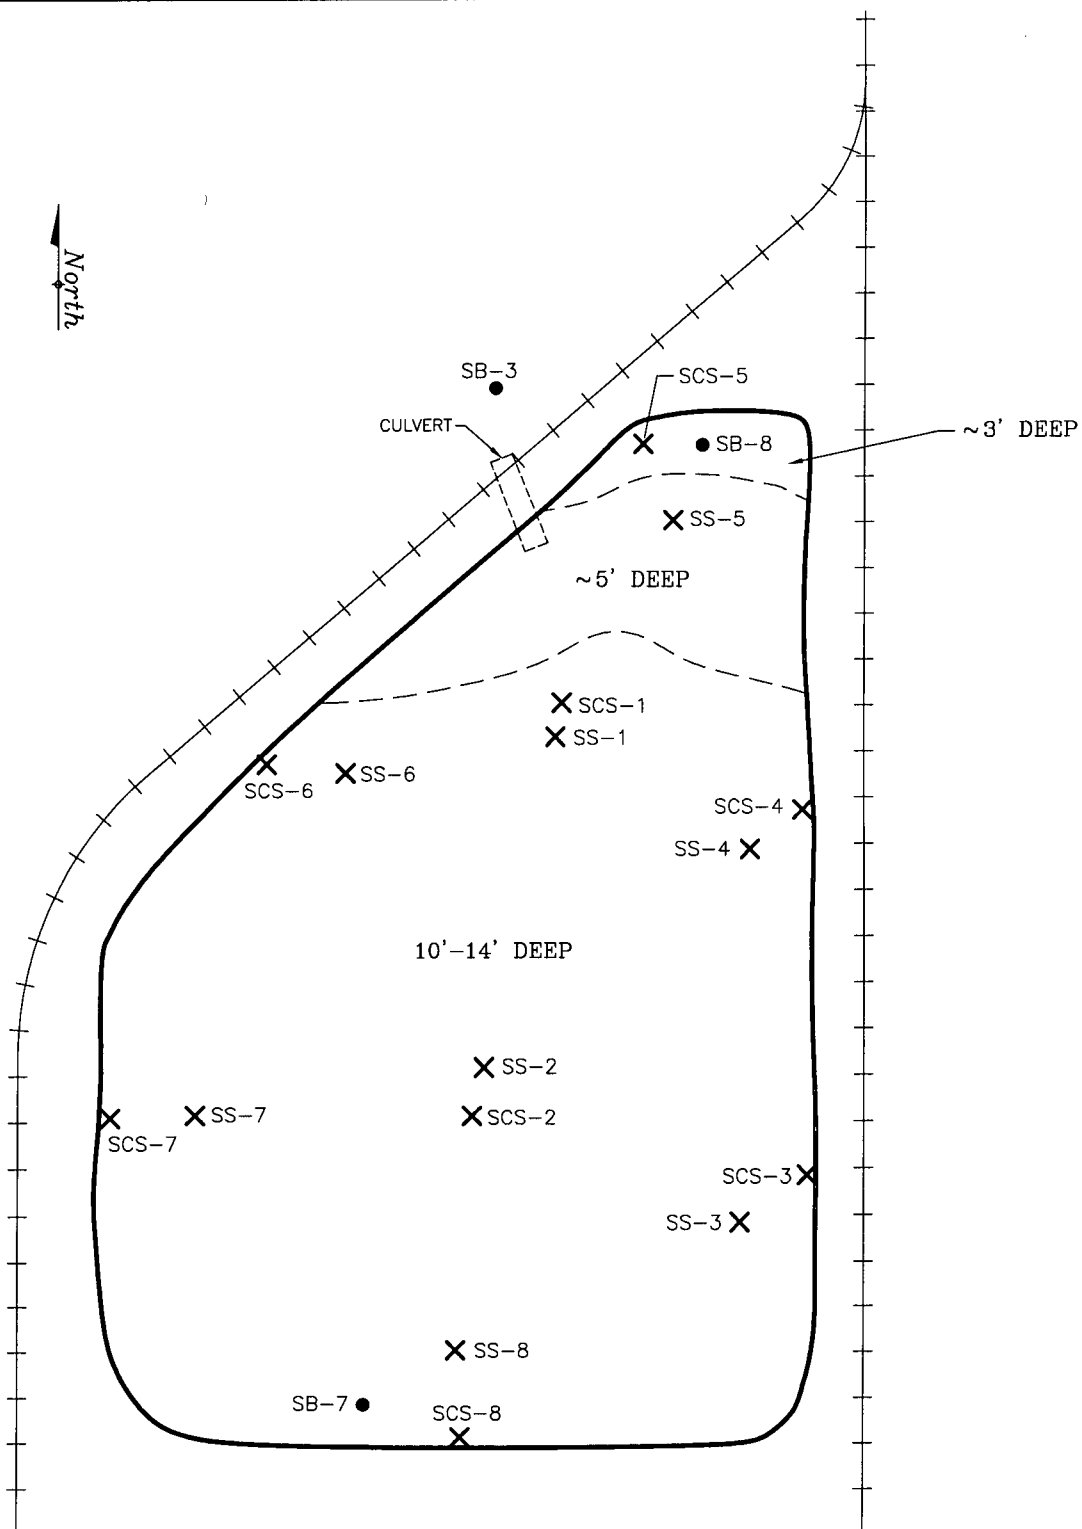 North
SB-3
SCS-5
CULVERT
SB-8
~3' DEEP
SS-5
~5' DEEP
SCS-1
SS-1
SCS-6
SS-6
SCS-4
SS-4
10'-14' DEEP
SS-2
SCS-2
SS-7
SCS-7
SCS-3
SS-3
SS-8
SB-7
SCS-8